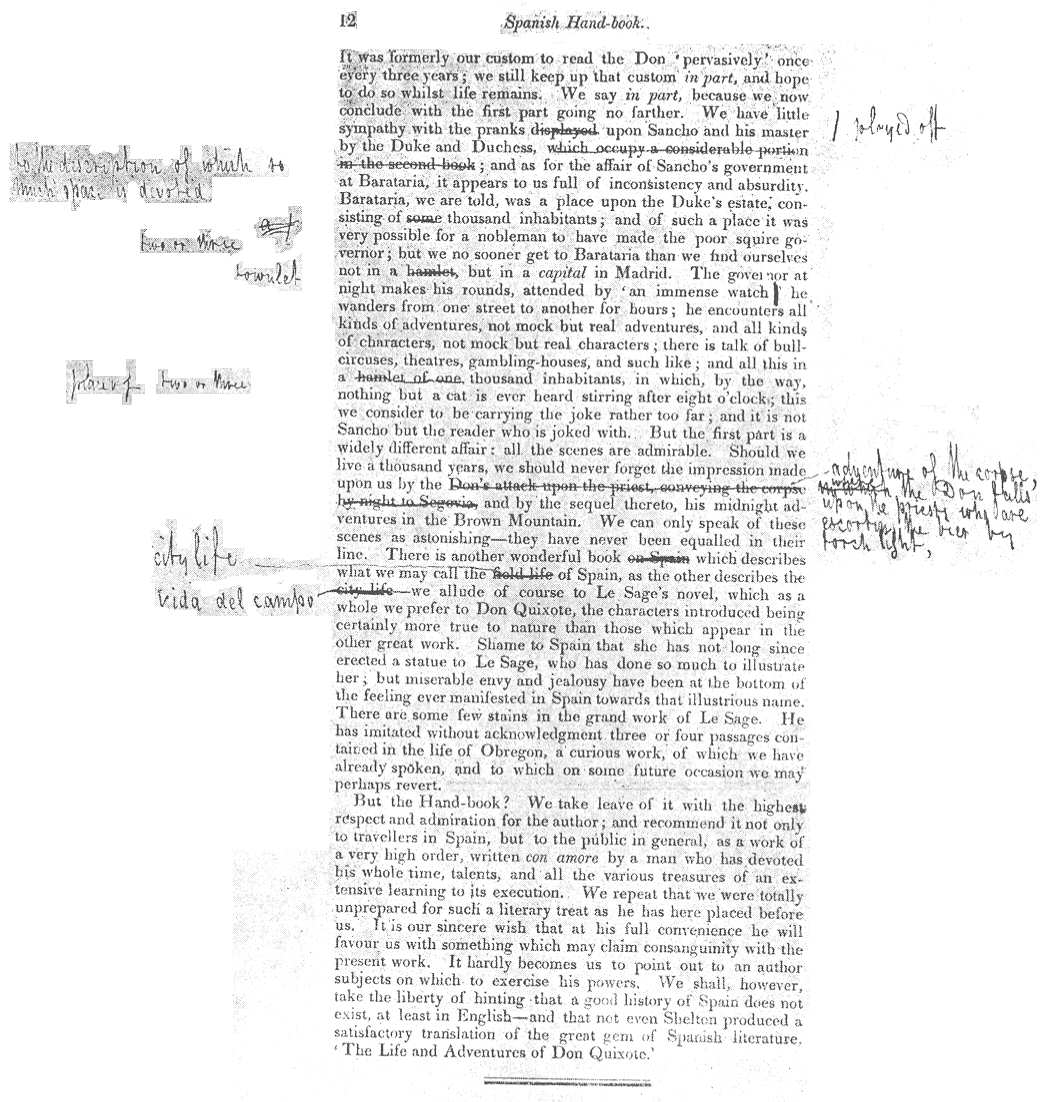 12 Spanish Hand-book.
It was formerly our custom to read the Don ‘pervasively’ once
every three years; we still keep up that custom in part, and hope
to do so whilst life remains. We say in part, because we now
conclude with the first part going no farther. We have little
sympathy with the pranks displayed upon Sancho and his master
by the Duke and Duchess, which occupy a considerable portion
in the second book; and as for the affair of Sancho's government
at Barataria, it appears to us full of inconsistency and absurdity.
Barataria, we are told, was a place upon the Duke's estate, con-
sisting of some thousand inhabitants; and of such a place it was
very possible for a nobleman to have made the poor squire go-
vernor; but we no sooner get to Barataria than we find ourselves
not in a hamlet, but in a capital in Madrid. The governor at
night makes his rounds, attended by ‘an immense watch’ he
wanders from one street to another for hours; he encounters all
kinds of adventures, not mock but real adventures, and all kinds
of characters, not mock but real characters; there is talk of bull-
circuses, theatres, gambling-houses, and such like; and all this in
a hamlet of one thousand inhabitants, in which, by the way,
nothing but a cat is ever heard stirring after eight o'clock; this
we consider to be carrying the joke rather too far; and it is not
Sancho but the reader who is joked with. But the first part is a
widely different affair: all the scenes are admirable. Should we
live a thousand years, we should never forget the impression made
upon us by the Don's attack upon the priest, conveying the corpse
by night to Segovia, and by the sequel thereto, his midnight ad-
ventures in the Brown Mountain. We can only speak of these
scenes as astonishing—they have never been equalled in their
line. There is another wonderful book on Spain which describes
what we may call the field life of Spain, as the other describes the
city life—we allude of course to Le Sage's novel, which as a
whole we prefer to Don Quixote, the characters introduced being
certainly more true to nature than those which appear in the
other great work. Shame to Spain that she has not long since
erected a statue to Le Sage, who has done so much to illustrate
her; but miserable envy and jealousy have been at the bottom of
the feeling ever manifested in Spain towards that illustrious name.
There are some few stains in the grand work of Le Sage. He
has imitated without acknowledgment three or four passages con-
tained in the life of Obregon, a curious work, of which we have
already spoken, and to which on some future occasion we may
perhaps revert.
But the Hand-book? We take leave of it with the highest
respect and admiration for the author; and recommend it not only
to travellers in Spain, but to the public in general, as a work of
a very high order, written con amore by a man who has devoted
his whole time, talents, and all the various treasures of an ex-
tensive learning to its execution. We repeat that we were totally
unprepared for such a literary treat as he has here placed before
us. It is our sincere wish that at his full convenience he will
favour us with something which may claim consanguinity with the
present work. It hardly becomes us to point out to an author
subjects on which to exercise his powers. We shall, however,
take the liberty of hinting that a good history of Spain does not
exist, at least in English—and that not even Shelton produced a
satisfactory translation of the great gem of Spanish literature,
‘The Life and Adventures of Don Quixote.’
to the discription of which so
much space is devoted
two or three
townlet
place of two or three
city life
vida del campo
played off
adventure of the corpse,
the Don falls
upon the priests who are
escorting the bier by
torch light,